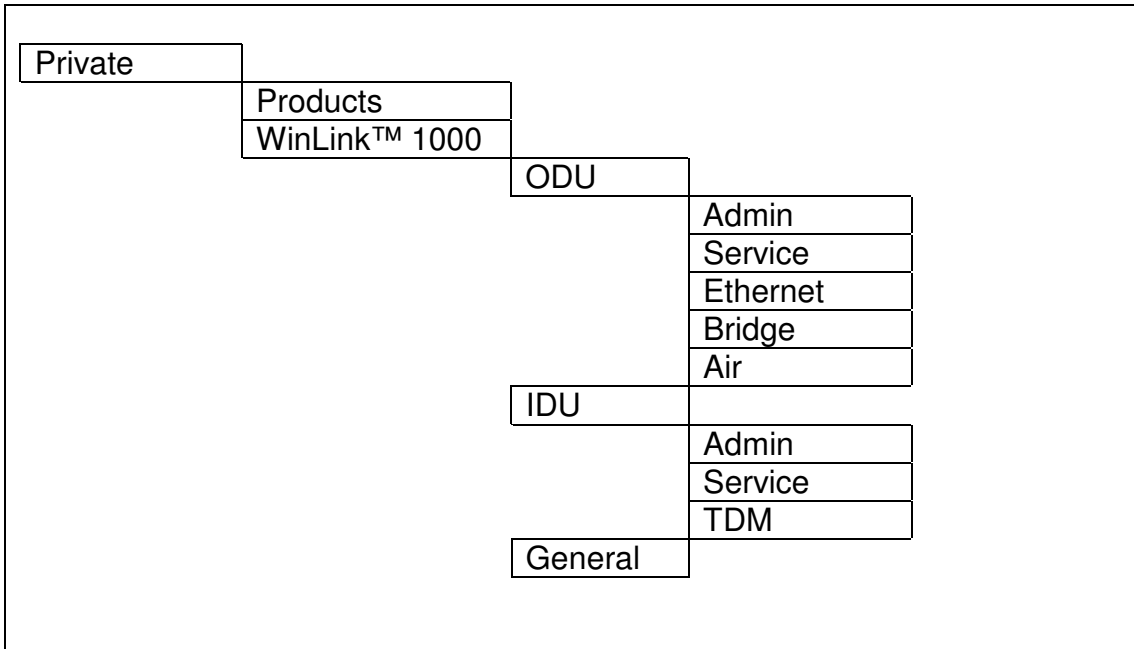 Private
Products
WinLink™ 1000
ODU
Admin
Service
Ethernet
Bridge
Air
IDU
Admin
Service
TDM
General